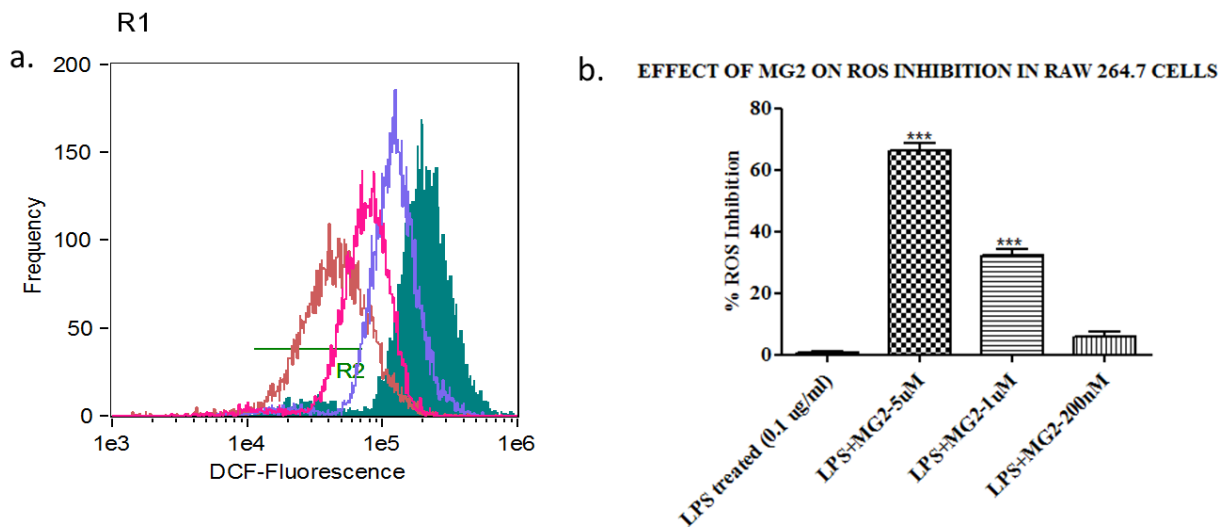 R1
a.
200
150
100
50
0
Frequency
R2
1e3 1e4 1e5 1e6
DCF-Fluorescence
b.
EFFECT OF MG2 ON ROS INHIBITION IN RAW 264.7 CELLS
% ROS Inhibition
80
60
40
20
0
***
***
LPS treated (0.1 ug/ml)
LPS+MG2-5uM
LPS+MG2-1uM
LPS+MG2-200nM